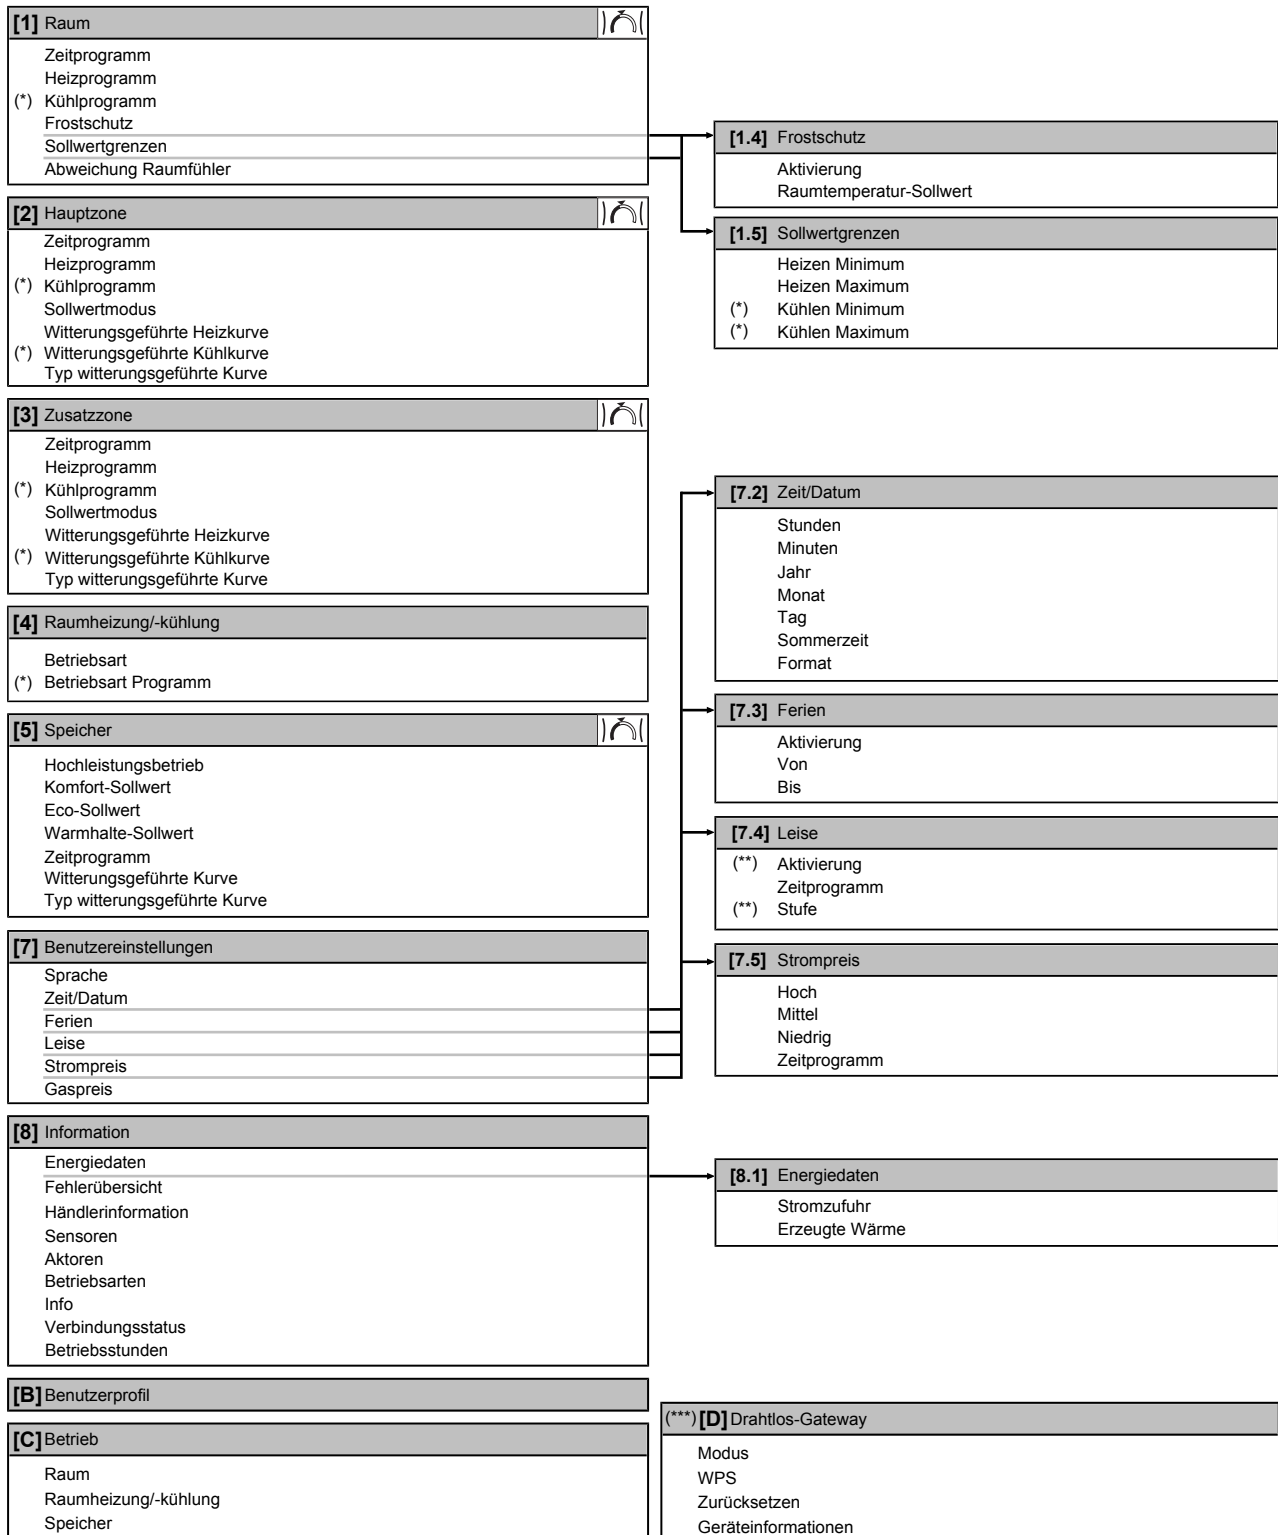 [1] Raum
Zeitprogramm
Heizprogramm
(*) Kühlprogramm
Frostschutz
Sollwertgrenzen
Abweichung Raumfühler
[1.4] Frostschutz
Aktivierung
Raumtemperatur-Sollwert
[1.5] Sollwertgrenzen
Heizen Minimum
Heizen Maximum
(*) Kühlen Minimum
(*) Kühlen Maximum
[2] Hauptzone
Zeitprogramm
Heizprogramm
(*) Kühlprogramm
Sollwertmodus
Witterungsgeführte Heizkurve
(*) Witterungsgeführte Kühlkurve
Typ witterungsgeführte Kurve
[3] Zusatzzone
Zeitprogramm
Heizprogramm
(*) Kühlprogramm
Sollwertmodus
Witterungsgeführte Heizkurve
(*) Witterungsgeführte Kühlkurve
Typ witterungsgeführte Kurve
[4] Raumheizung/-kühlung
Betriebsart
(*) Betriebsart Programm
[5] Speicher
Hochleistungsbetrieb
Komfort-Sollwert
Eco-Sollwert
Warmhalte-Sollwert
Zeitprogramm
Witterungsgeführte Kurve
Typ witterungsgeführte Kurve
[7] Benutzereinstellungen
Sprache
Zeit/Datum
Ferien
Leise
Strompreis
Gaspreis
[7.2] Zeit/Datum
Stunden
Minuten
Jahr
Monat
Tag
Sommerzeit
Format
[7.3] Ferien
Aktivierung
Von
Bis
[7.4] Leise
(**) Aktivierung
Zeitprogramm
(**) Stufe
[7.5] Strompreis
Hoch
Mittel
Niedrig
Zeitprogramm
[8] Information
Energiedaten
Fehlerübersicht
Händlerinformation
Sensoren
Aktoren
Betriebsarten
Info
Verbindungsstatus
Betriebsstunden
[8.1] Energiedaten
Stromzufuhr
Erzeugte Wärme
[B] Benutzerprofil
[C] Betrieb
Raum
Raumheizung/-kühlung
Speicher
(***) [D] Drahtlos-Gateway
Modus
WPS
Zurücksetzen
Geräteinformationen